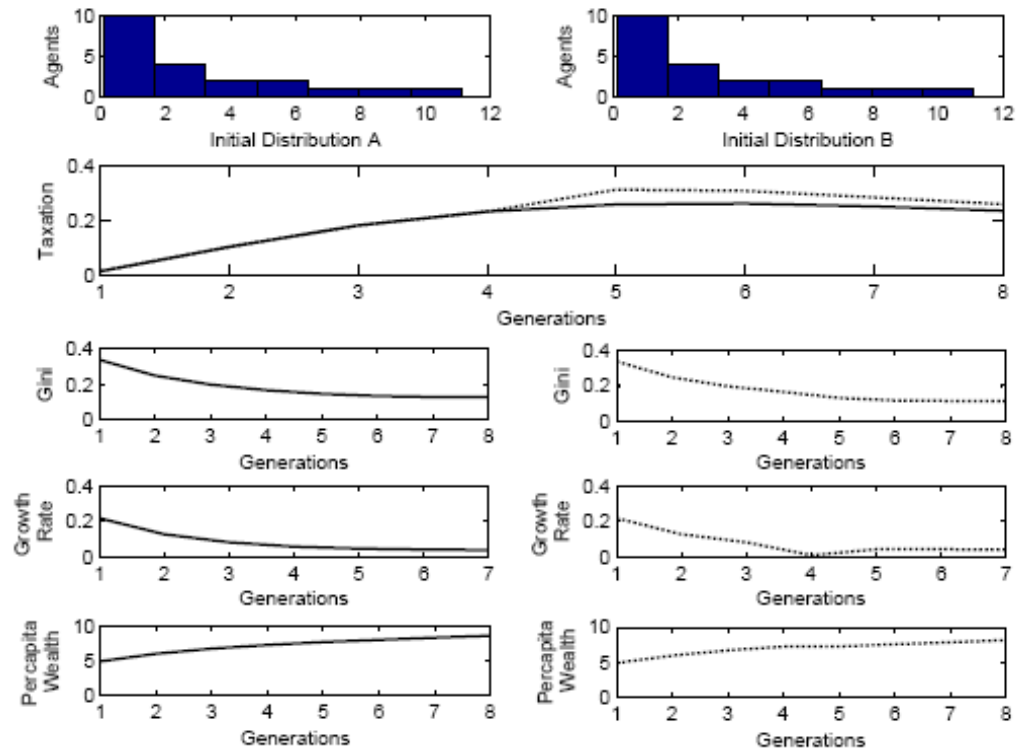 10 10
Agents 5 Agents 5
0 0
0 2 4 6 8 10 12 0 2 4 6 8 10 12
Initial Distribution A Initial Distribution B
0.4
Taxation 0.2
0
1 2 3 4 5 6 7 8
Generations
0.4 0.4
Gini 0.2 Gini 0.2
0 0
1 2 3 4 5 6 7 8 1 2 3 4 5 6 7 8
Generations Generations
0.4 0.4
Growth Rate 0.2 Growth Rate 0.2
0 0
1 2 3 4 5 6 7 1 2 3 4 5 6 7
Generations Generations
10 10
Percapita Wealth 5 Percapita Wealth 5
0 0
1 2 3 4 5 6 7 8 1 2 3 4 5 6 7 8
Generations Generations